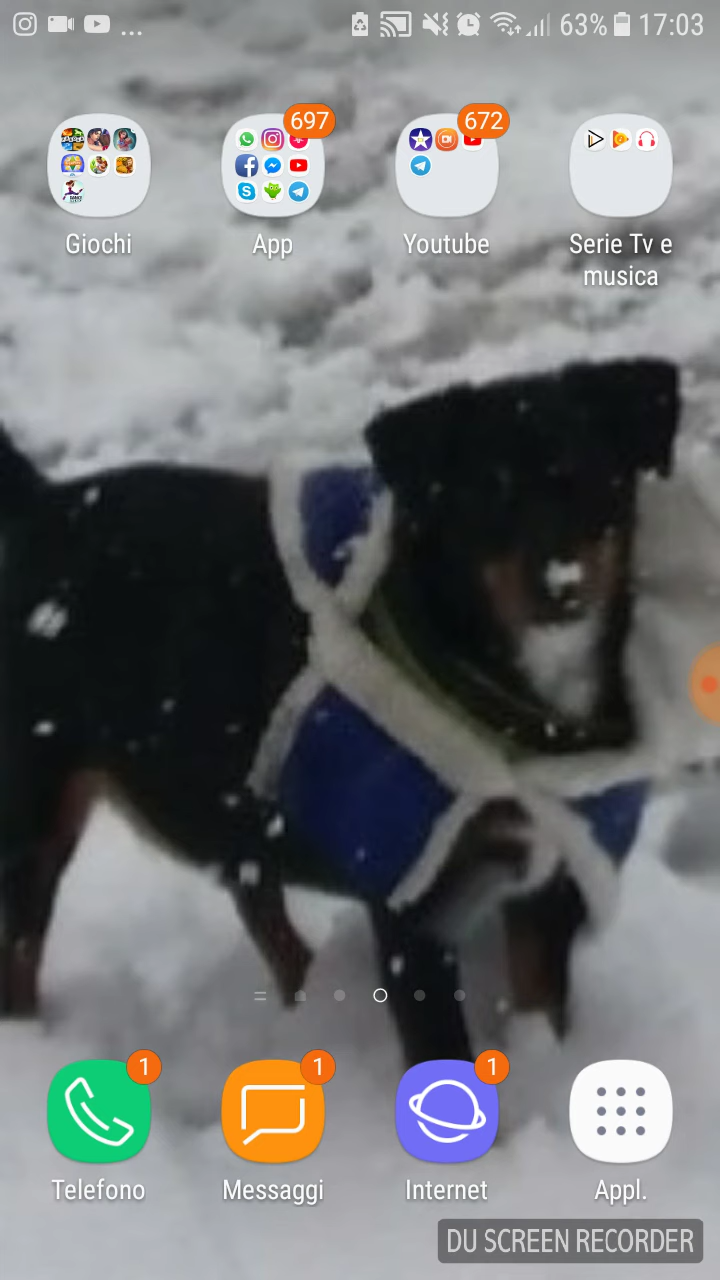 ... 63% 17:03
697 672
Giochi App Youtube Serie Tv e
musica
1 1 1
Telefono Messaggi Internet Appl.
DU SCREEN RECORDER